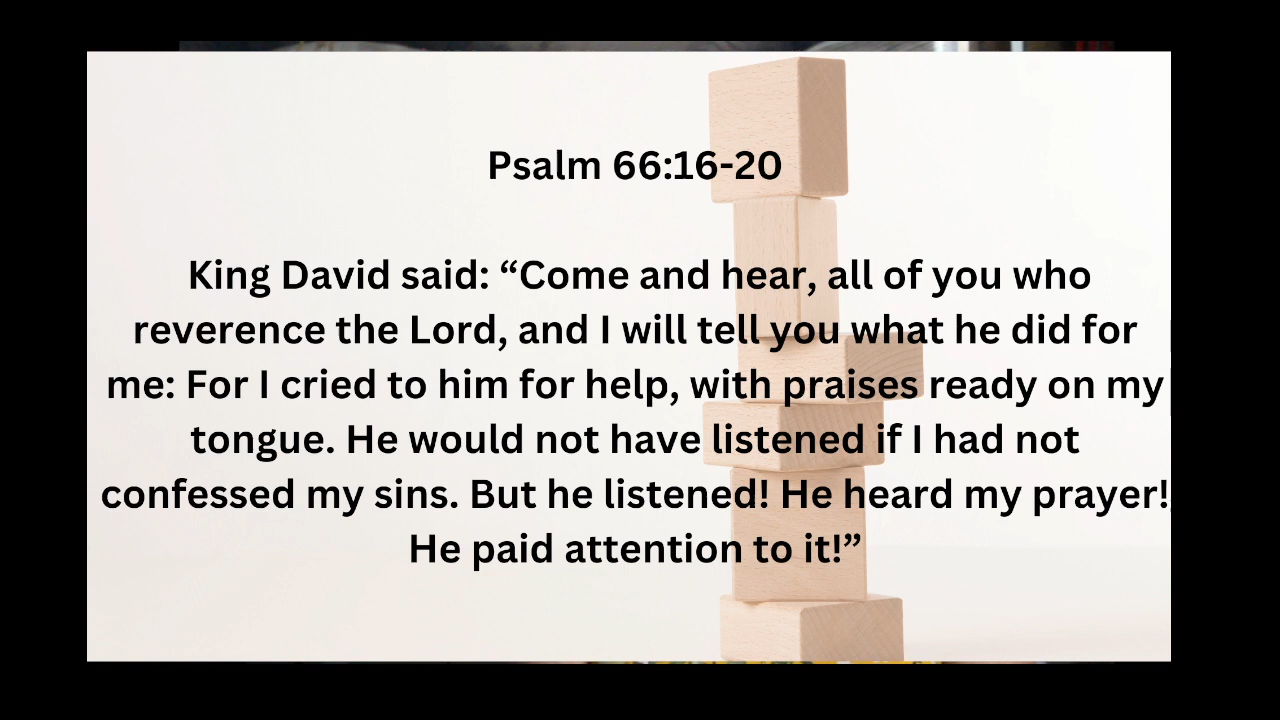 Psalm 66:16-20
King David said: “Come and hear, all of you who
reverence the Lord, and I will tell you what he did for
me: For I cried to him for help, with praises ready on my
tongue. He would not have listened if I had not
confessed my sins. But he listened! He heard my prayer!
He paid attention to it!”